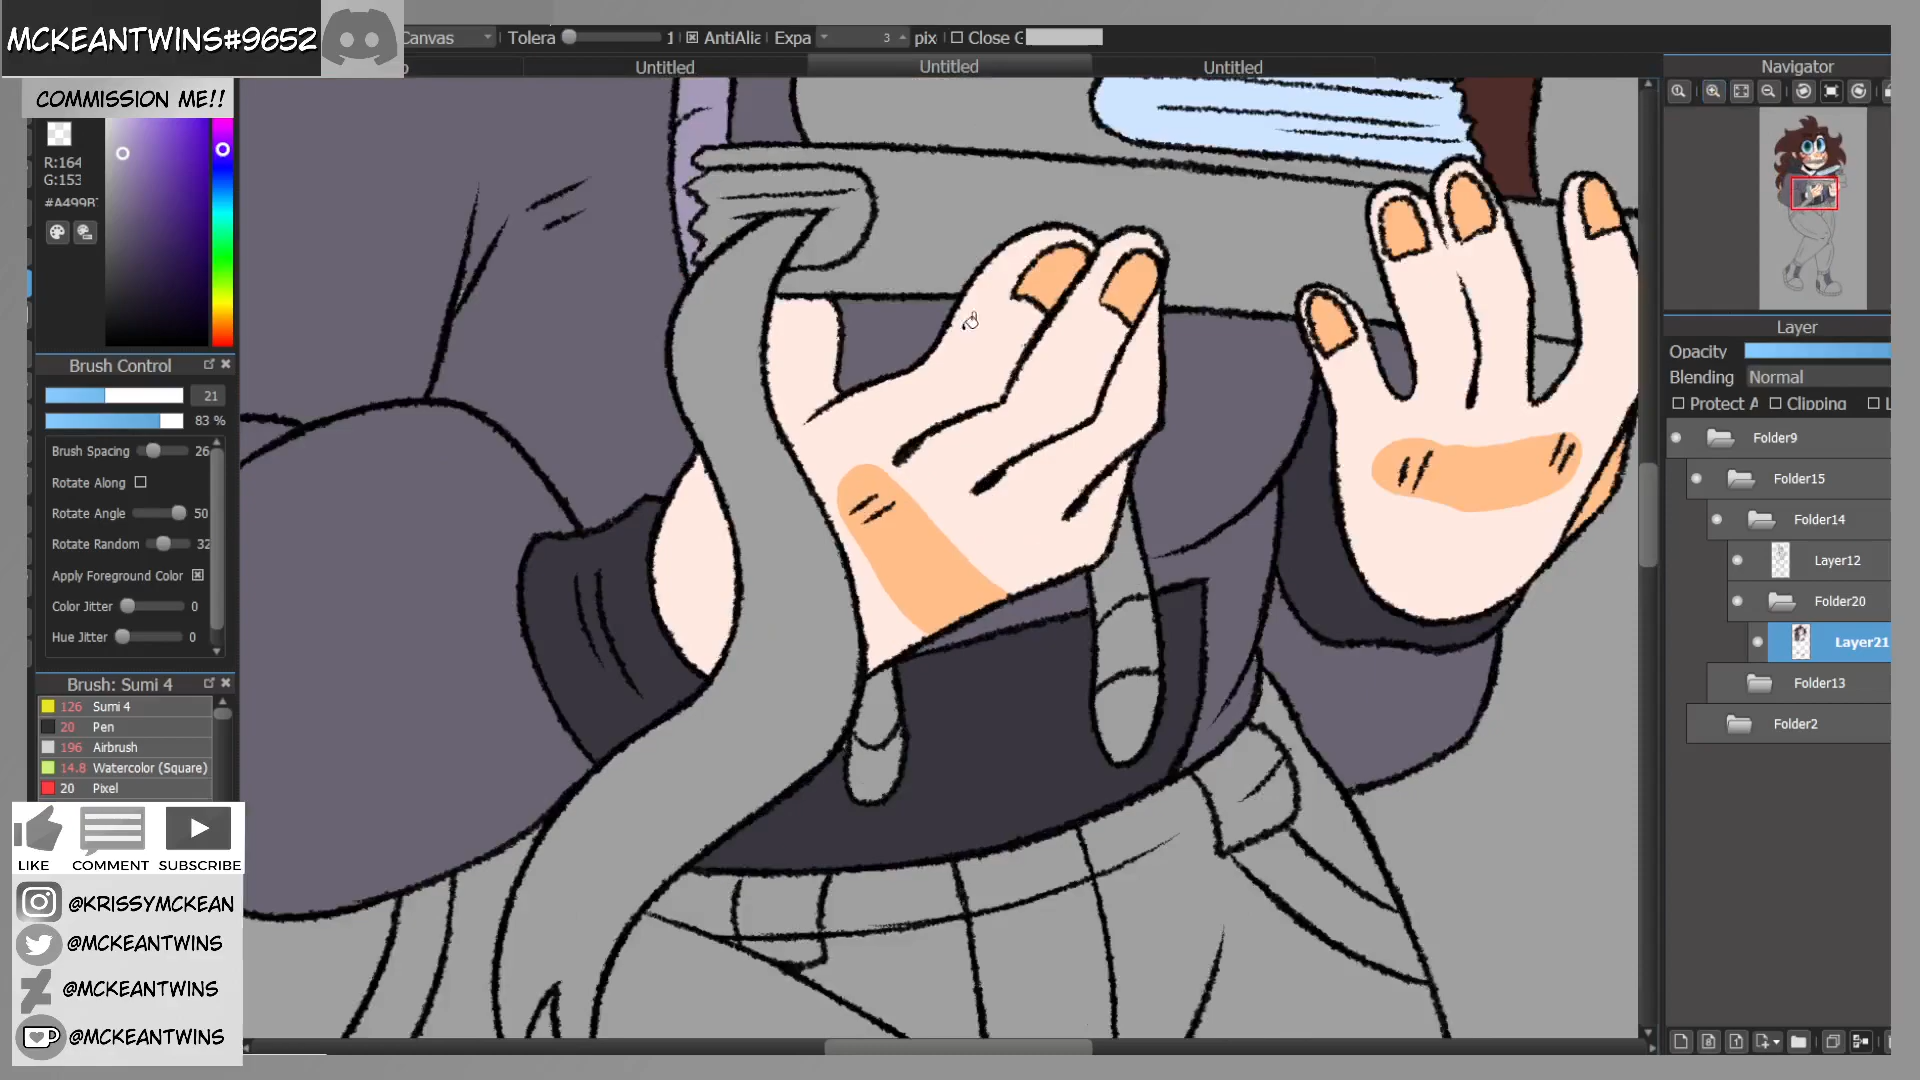 MCKEANTWINS#9652
COMMISSION ME!!
Canvas
Tolera
1
AntiAlia
Expa
3
pix
Close G
Untitled
Untitled
Untitled
Navigator
R:164
G:153
#A499B
Brush Control
21
83 %
Brush Spacing
26
Rotate Along
Rotate Angle
50
Rotate Random
32
Apply Foreground Color
Color Jitter
0
Hue Jitter
0
Brush: Sumi 4
126 Sumi 4
20 Pen
196 Airbrush
14.8 Watercolor (Square)
20 Pixel
LIKE
COMMENT
SUBSCRIBE
@KRISSYMCKEAN
@MCKEANTWINS
@MCKEANTWINS
@MCKEANTWINS
Layer
Opacity
Blending
Normal
Protect A
Clipping
L
Folder9
Folder15
Folder14
Layer12
Folder20
Layer21
Folder13
Folder2